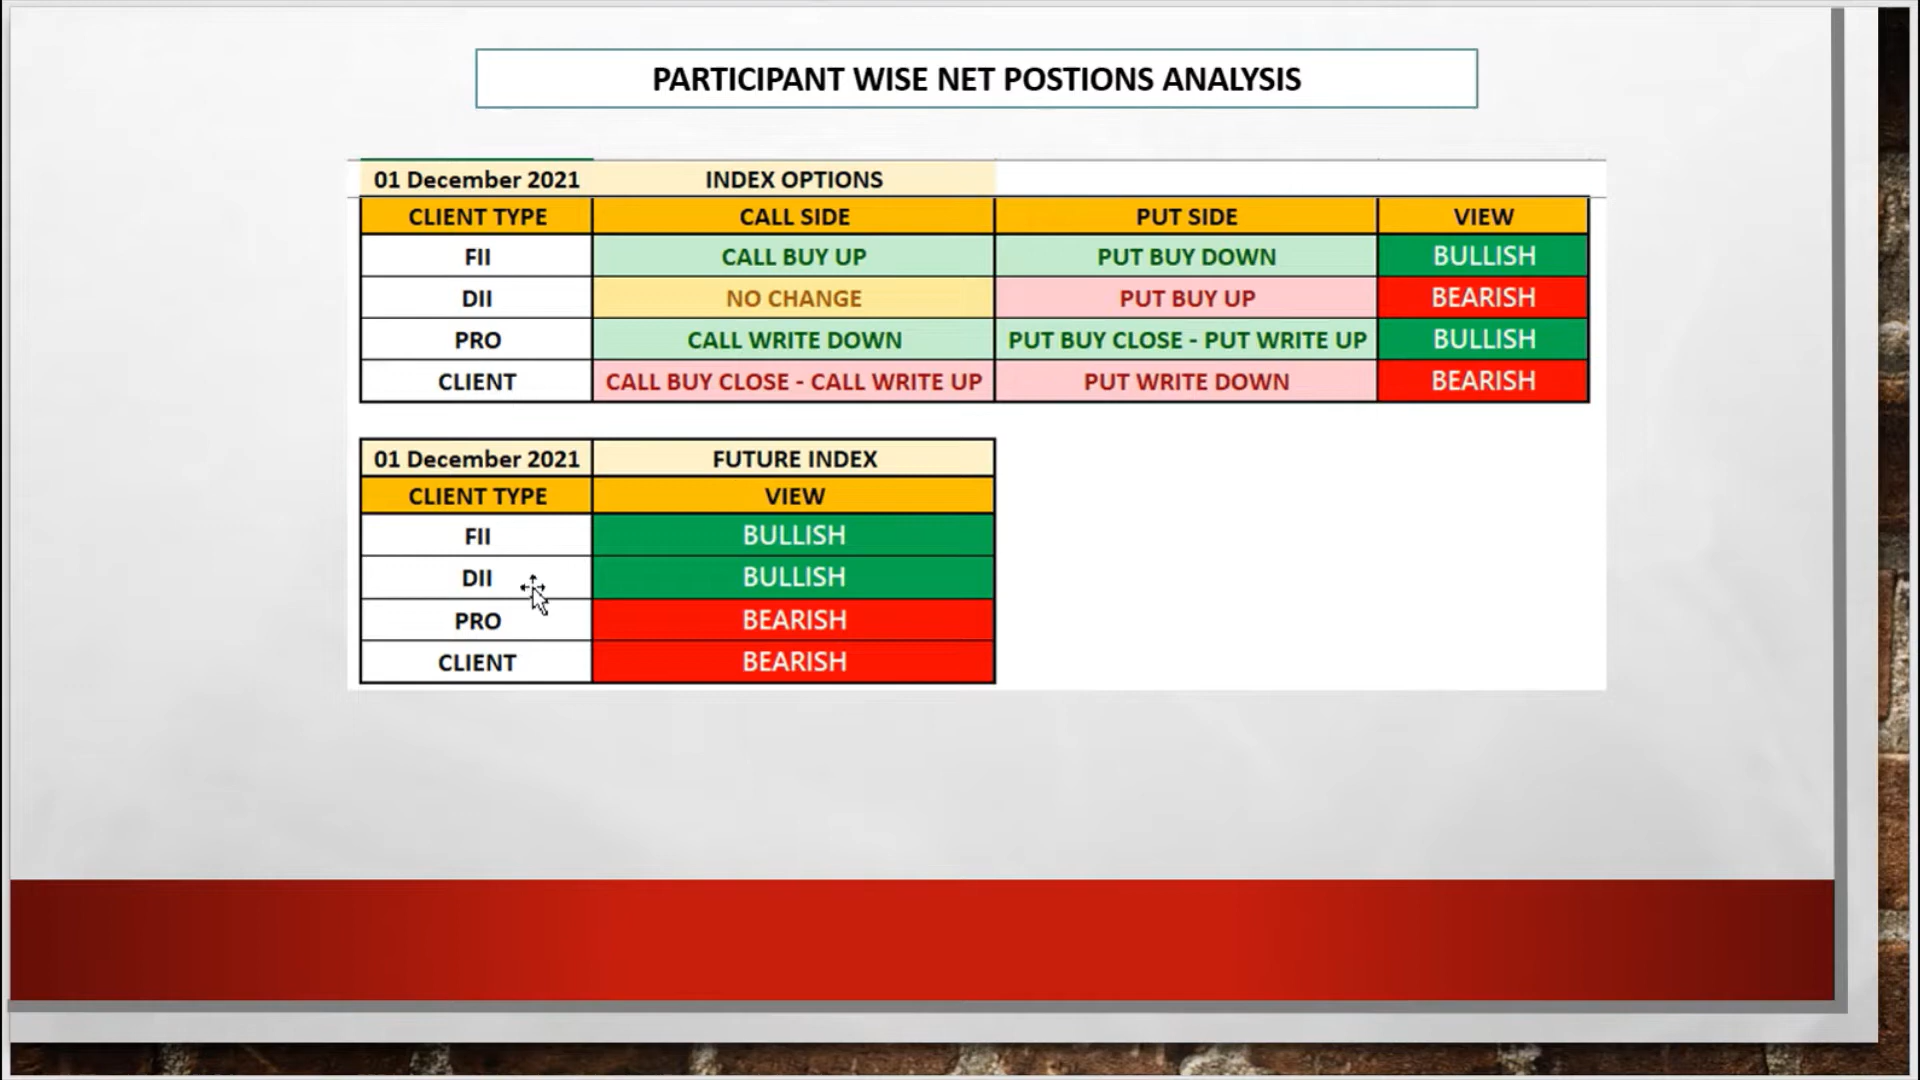 PARTICIPANT WISE NET POSTIONS ANALYSIS
01 December 2021 INDEX OPTIONS
CLIENT TYPE CALL SIDE PUT SIDE VIEW
FII CALL BUY UP PUT BUY DOWN BULLISH
DII NO CHANGE PUT BUY UP BEARISH
PRO CALL WRITE DOWN PUT BUY CLOSE - PUT WRITE UP BULLISH
CLIENT CALL BUY CLOSE - CALL WRITE UP PUT WRITE DOWN BEARISH
01 December 2021 FUTURE INDEX
CLIENT TYPE VIEW
FII BULLISH
DII BULLISH
PRO BEARISH
CLIENT BEARISH